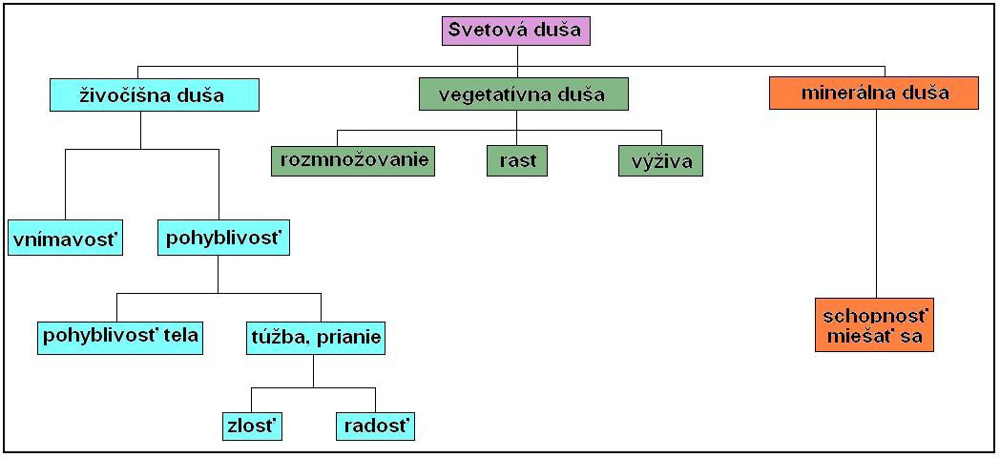 Svetová duša
živočíšna duša
vegetatívna duša
minerálna duša
rozmnožovanie
rast
výživa
vnímavosť
pohyblivosť
pohyblivosť tela
túžba, prianie
schopnosť
miešať sa
zlosť
radosť